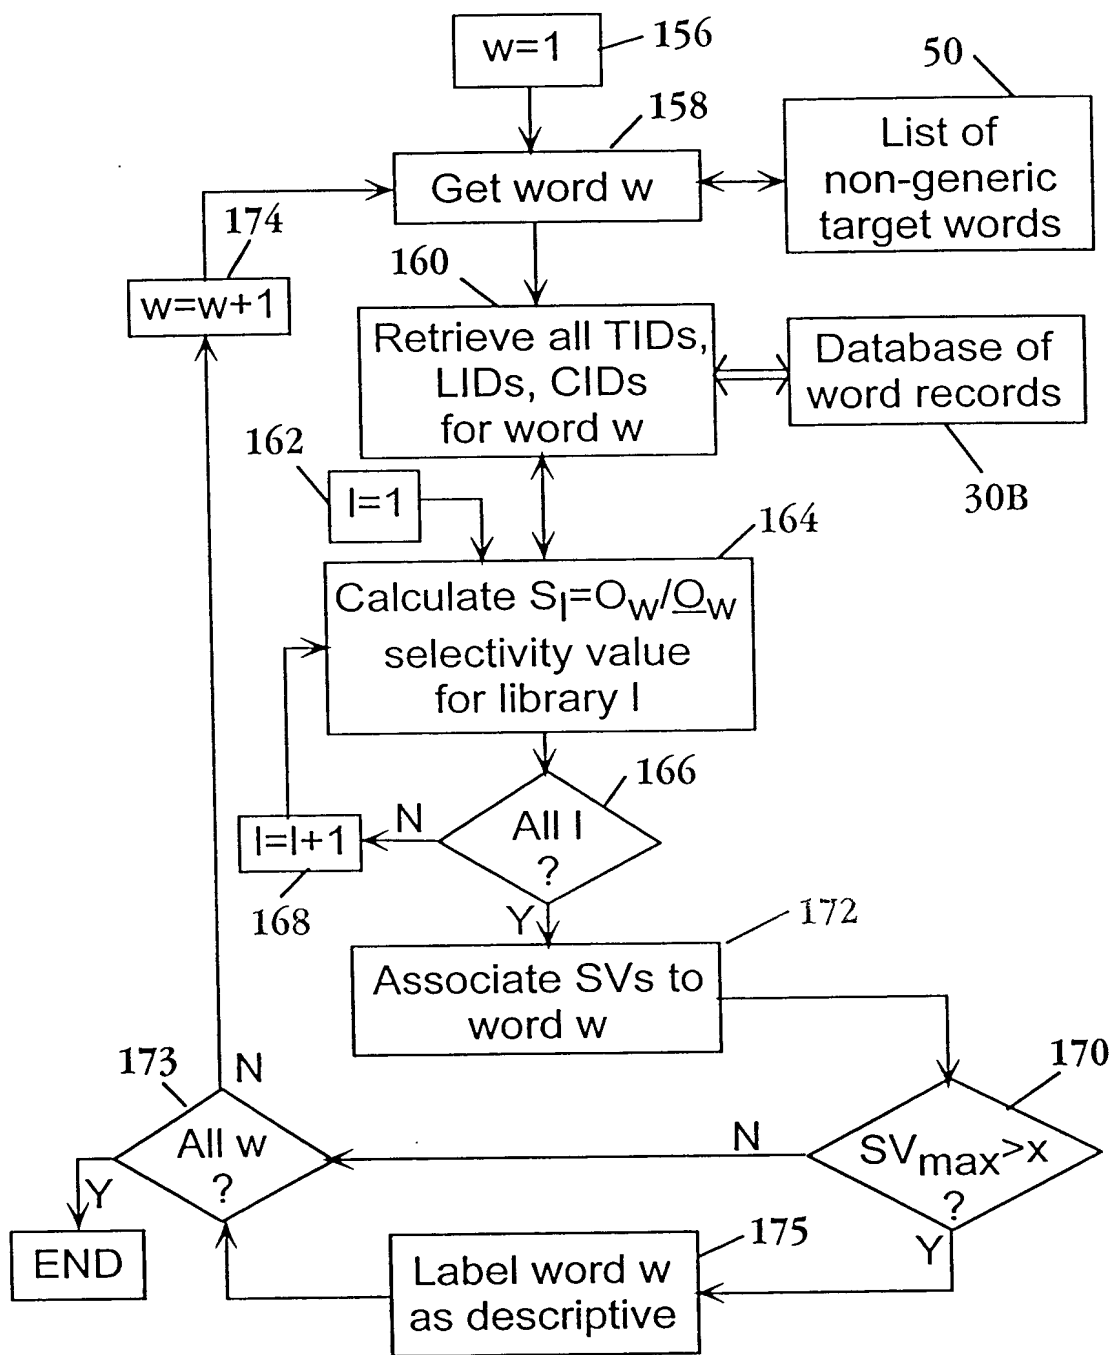 w=1
156
50
158
List of
non-generic
target words
Get word w
174
w=w+1
160
Retrieve all TIDs,
LIDs, CIDs
for word w
Database of
word records
30B
162
l=1
164
Calculate Sl=Ow/Ow
selectivity value
for library l
166
All l
?
N
l=l+1
168
Y
172
Associate SVs to
word w
173
N
All w
?
Y
END
170
SVmax>x
?
N
Y
175
Label word w
as descriptive